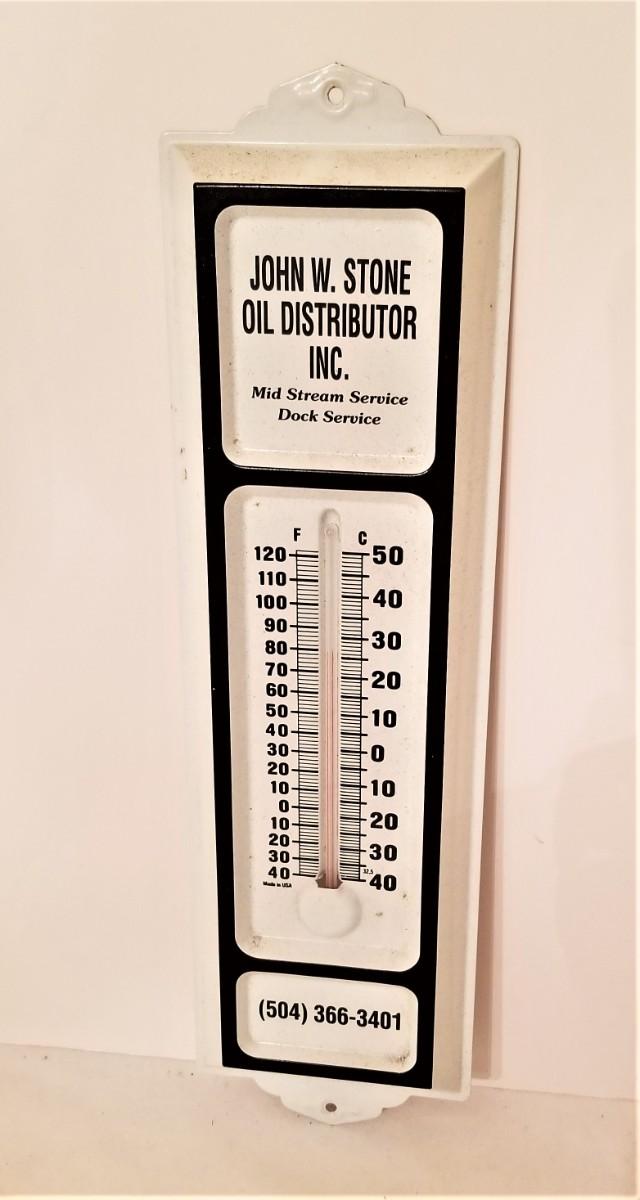 JOHN W. STONE
OIL DISTRIBUTOR
INC.
Mid Stream Service
Dock Service
F C
120 50
110
100 40
90
80 30
70
60 20
50
40 10
30
20 0
10
0 10
10
20 20
30 30
40 40
32.5
Made in USA
(504) 366-3401